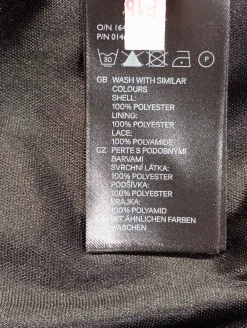 O/N 164
P/N 014
30
P
GB WASH WITH SIMILAR
COLOURS
SHELL:
100% POLYESTER
LINING:
100% POLYESTER
LACE:
100% POLYAMIDE
CZ PERTE S PODOBNÝMI
BARVAMI
SVRCHNÍ LÁTKA:
100% POLYESTER
PODŠÍVKA:
100% POLYESTER
KRAJKA:
100% POLYAMID
MIT ÄHNLICHEN FARBEN
WASCHEN